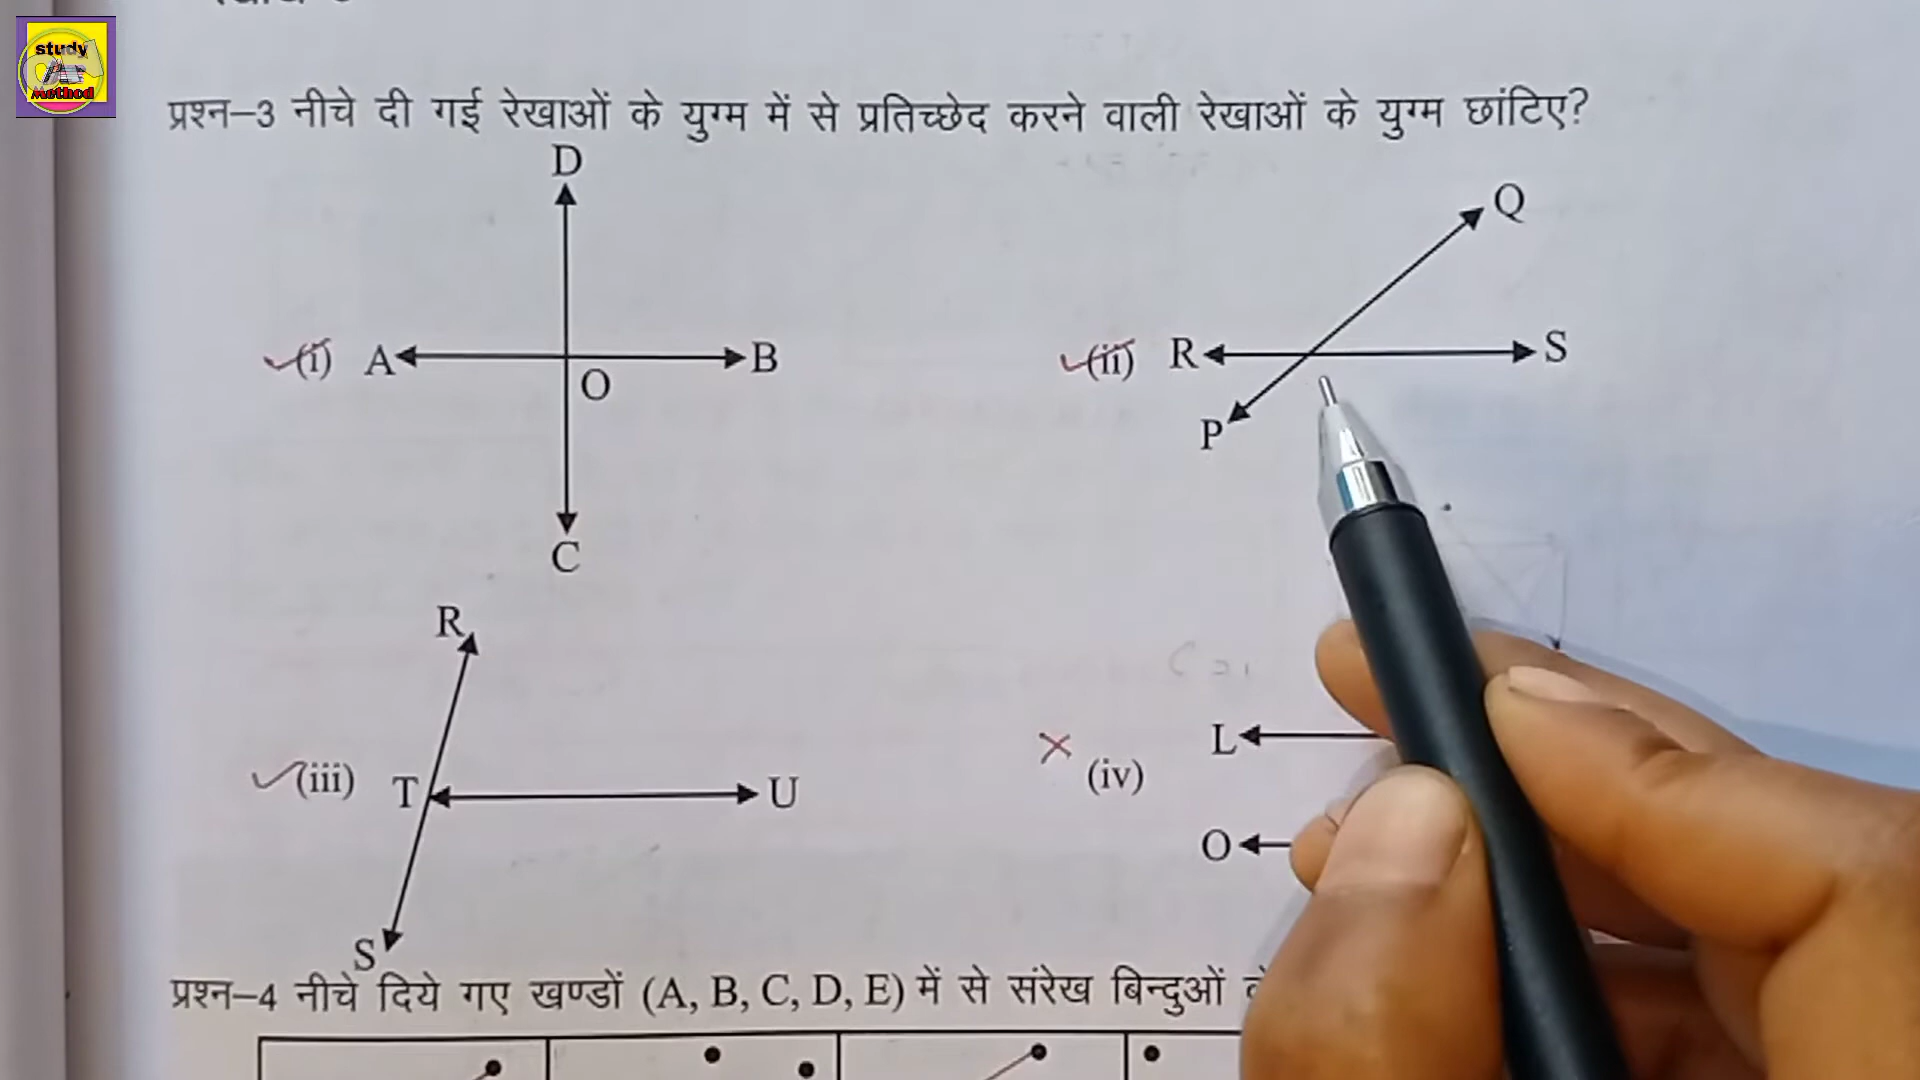 study
Method
प्रश्न–3 नीचे दी गई रेखाओं के युग्म में से प्रतिच्छेद करने वाली रेखाओं के युग्म छांटिए?
D
Q
(i) A B
O
(ii) R S
P
C
R
(iii) T U
S
(iv)
L
O
प्रश्न–4 नीचे दिये गए खण्डों (A, B, C, D, E) में से संरेख बिन्दुओं